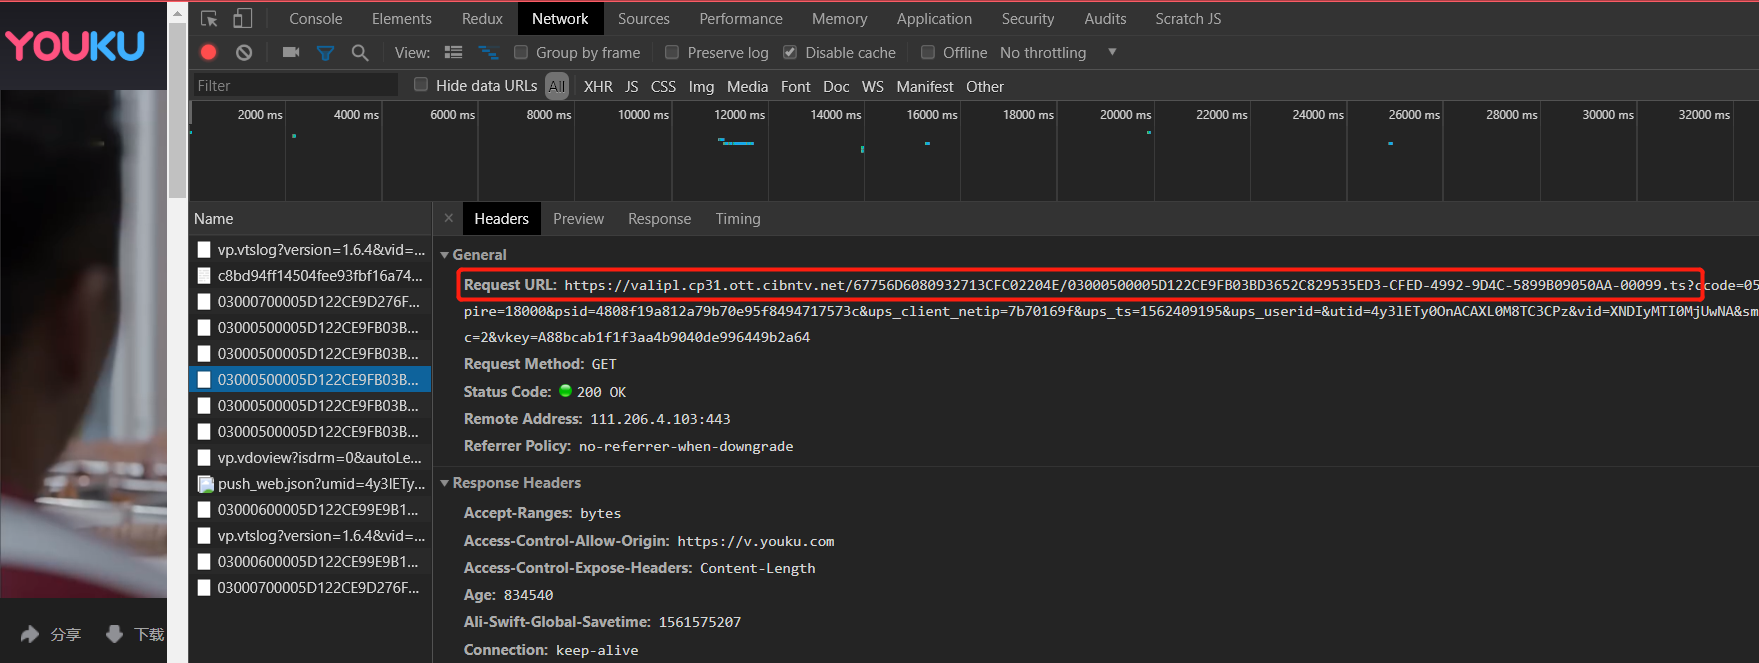 YOUKU
Console Elements Redux Network Sources Performance Memory Application Security Audits Scratch JS
View: Group by frame Preserve log Disable cache Offline No throttling
Filter Hide data URLs All XHR JS CSS Img Media Font Doc WS Manifest Other
2000 ms 4000 ms 6000 ms 8000 ms 10000 ms 12000 ms 14000 ms 16000 ms 18000 ms 20000 ms 22000 ms 24000 ms 26000 ms 28000 ms 30000 ms 32000 ms
Name
vp.vtslog?version=1.6.4&vid=...
c8bd94ff14504fee93fbf16a74...
03000700005D122CE9D276F...
03000500005D122CE9FB03B...
03000500005D122CE9FB03B...
03000500005D122CE9FB03B...
03000500005D122CE9FB03B...
03000500005D122CE9FB03B...
vp.vdoview?isdrm=0&autoLe...
push_web.json?umid=4y3lETy...
03000600005D122CE99E9B1...
vp.vtslog?version=1.6.4&vid=...
03000600005D122CE99E9B1...
03000700005D122CE9D276F...
× Headers Preview Response Timing
General
Request URL: https://valipl.cp31.ott.cibntv.net/67756D6080932713CFC02204E/03000500005D122CE9FB03BD3652C829535ED3-CFED-4992-9D4C-5899B09050AA-00099.ts?ccode=05
pire=18000&psid=4808f19a812a79b70e95f8494717573c&ups_client_netip=7b70169f&ups_ts=1562409195&ups_userid=&utid=4y3lETy0OnACAXL0M8TC3CPz&vid=XNDIyMTI0MjUwNA&sm
c=2&vkey=A88bcab1f1f3aa4b9040de996449b2a64
Request Method: GET
Status Code: 200 OK
Remote Address: 111.206.4.103:443
Referrer Policy: no-referrer-when-downgrade
Response Headers
Accept-Ranges: bytes
Access-Control-Allow-Origin: https://v.youku.com
Access-Control-Expose-Headers: Content-Length
Age: 834540
Ali-Swift-Global-Savetime: 1561575207
Connection: keep-alive
分享 下载